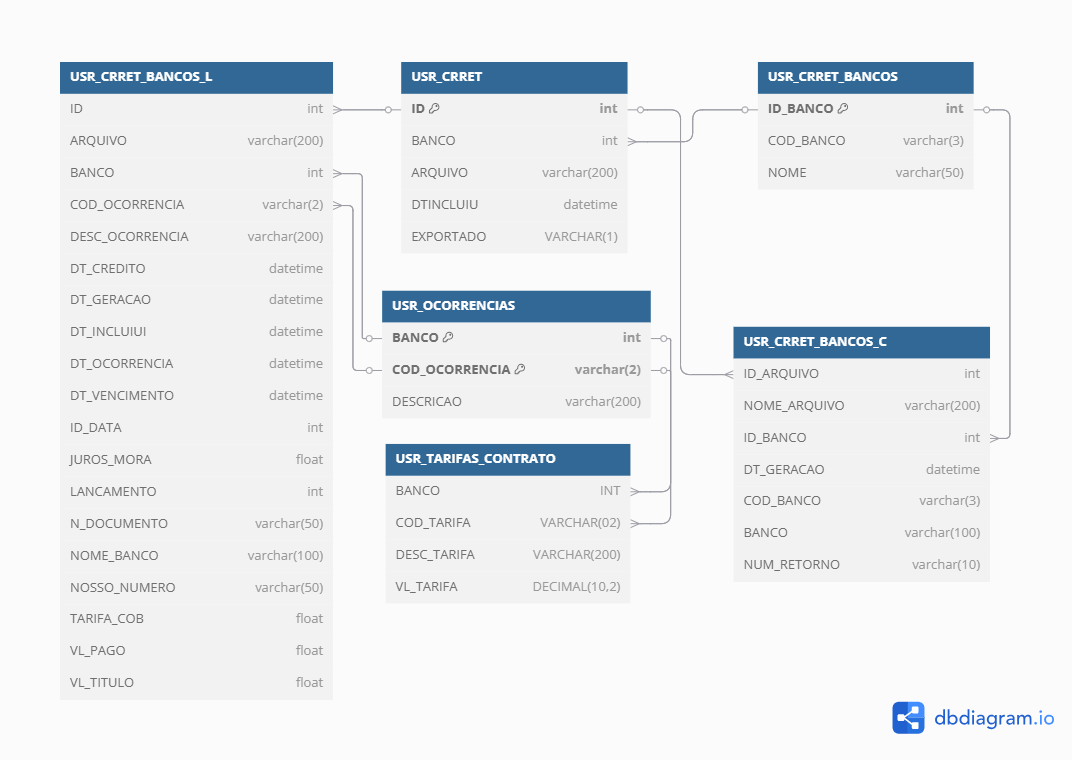 USR_CRRET_BANCOS_L
ID int
ARQUIVO varchar(200)
BANCO int
COD_OCORRENCIA varchar(2)
DESC_OCORRENCIA varchar(200)
DT_CREDITO datetime
DT_GERACAO datetime
DT_INCLUIUI datetime
DT_OCORRENCIA datetime
DT_VENCIMENTO datetime
ID_DATA int
JUROS_MORA float
LANCAMENTO int
N_DOCUMENTO varchar(50)
NOME_BANCO varchar(100)
NOSSO_NUMERO varchar(50)
TARIFA_COB float
VL_PAGO float
VL_TITULO float
USR_CRRET
ID int
BANCO int
ARQUIVO varchar(200)
DTINCLUIU datetime
EXPORTADO VARCHAR(1)
USR_CRRET_BANCOS
ID_BANCO int
COD_BANCO varchar(3)
NOME varchar(50)
USR_OCORRENCIAS
BANCO int
COD_OCORRENCIA varchar(2)
DESCRICAO varchar(200)
USR_TARIFAS_CONTRATO
BANCO INT
COD_TARIFA VARCHAR(02)
DESC_TARIFA VARCHAR(200)
VL_TARIFA DECIMAL(10,2)
USR_CRRET_BANCOS_C
ID_ARQUIVO int
NOME_ARQUIVO varchar(200)
ID_BANCO int
DT_GERACAO datetime
COD_BANCO varchar(3)
BANCO varchar(100)
NUM_RETORNO varchar(10)
dbdiagram.io